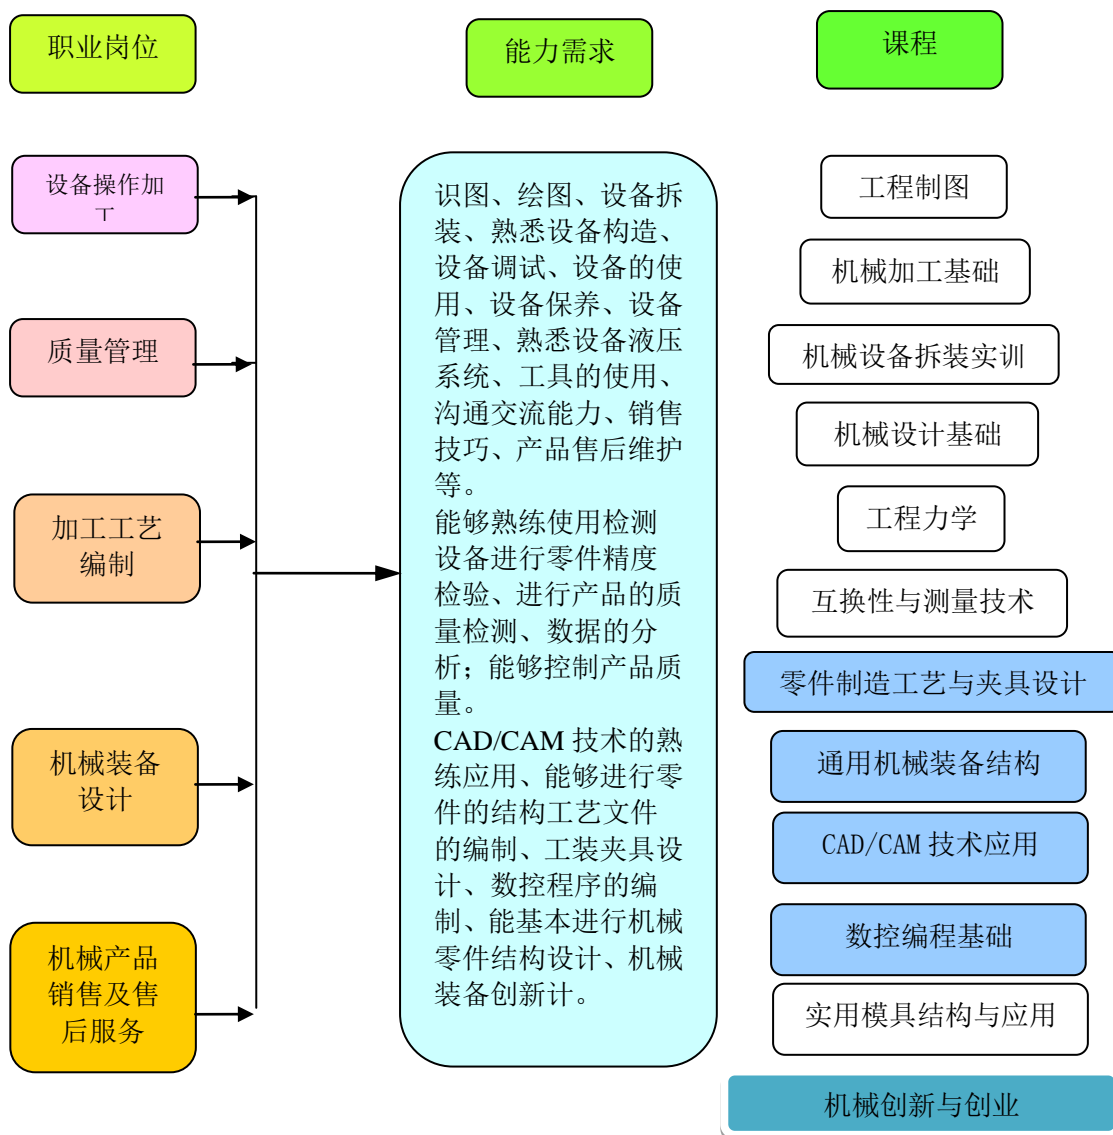 职业岗位
能力需求
课程
设备操作加
工
质量管理
加工工艺
编制
机械装备
设计
机械产品
销售及售
后服务
识图、绘图、设备拆
装、熟悉设备构造、
设备调试、设备的使
用、设备保养、设备
管理、熟悉设备液压
系统、工具的使用、
沟通交流能力、销售
技巧、产品售后维护
等。
能够熟练使用检测
设备进行零件精度
检验、进行产品的质
量检测、数据的分
析；能够控制产品质
量。
CAD/CAM 技术的熟
练应用、能够进行零
件的结构工艺文件
的编制、工装夹具设
计、数控程序的编
制、能基本进行机械
零件结构设计、机械
装备创新计。
工程制图
机械加工基础
机械设备拆装实训
机械设计基础
工程力学
互换性与测量技术
零件制造工艺与夹具设计
通用机械装备结构
CAD/CAM 技术应用
数控编程基础
实用模具结构与应用
机械创新与创业